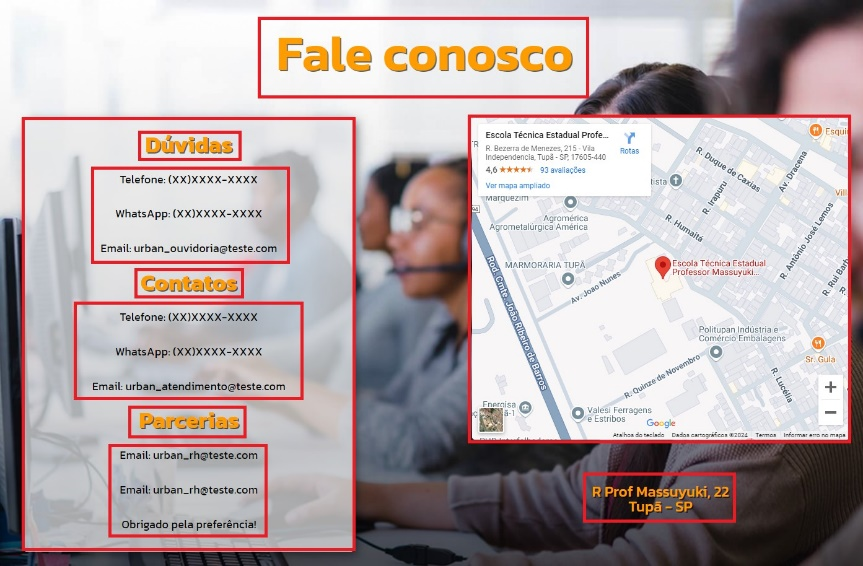 Fale conosco
Dúvidas
Telefone: (XX)XXXX-XXXX
WhatsApp: (XX)XXXX-XXXX
Email: urban_ouvidoria@teste.com
Contatos
Telefone: (XX)XXXX-XXXX
WhatsApp: (XX)XXXX-XXXX
Email: urban_atendimento@teste.com
Parcerias
Email: urban_rh@teste.com
Email: urban_rh@teste.com
Obrigado pela preferência!
Escola Técnica Estadual Profe...
R. Bezerra de Menezes, 215 - Vila
Independencia, Tupã - SP, 17605-440
Rotas
4,6 93 avaliações
Ver mapa ampliado
Marquezim
Agromérica
Agrometalúrgica América
MARMORARIA TUPÃ
Av. João Nunes
Rod. Cmte. João Ribeiro de Barros
R. Duque de Caxias
Av. Dracena
R. Irapuru
R. Humaitá
R. Antônio José Lemos
R. Rui Barb
Escola Técnica Estadual
Professor Massuyuki...
Politupan Indústria e
Comércio Embalagens
Sr. Gula
R. Quinze de Novembro
R. Lucélia
Energisa
Valesi Ferragens
e Estribos
Google
Atalhos do teclado Dados cartográficos ©2024 Termos Informar erro no mapa
R Prof Massuyuki, 22
Tupã - SP